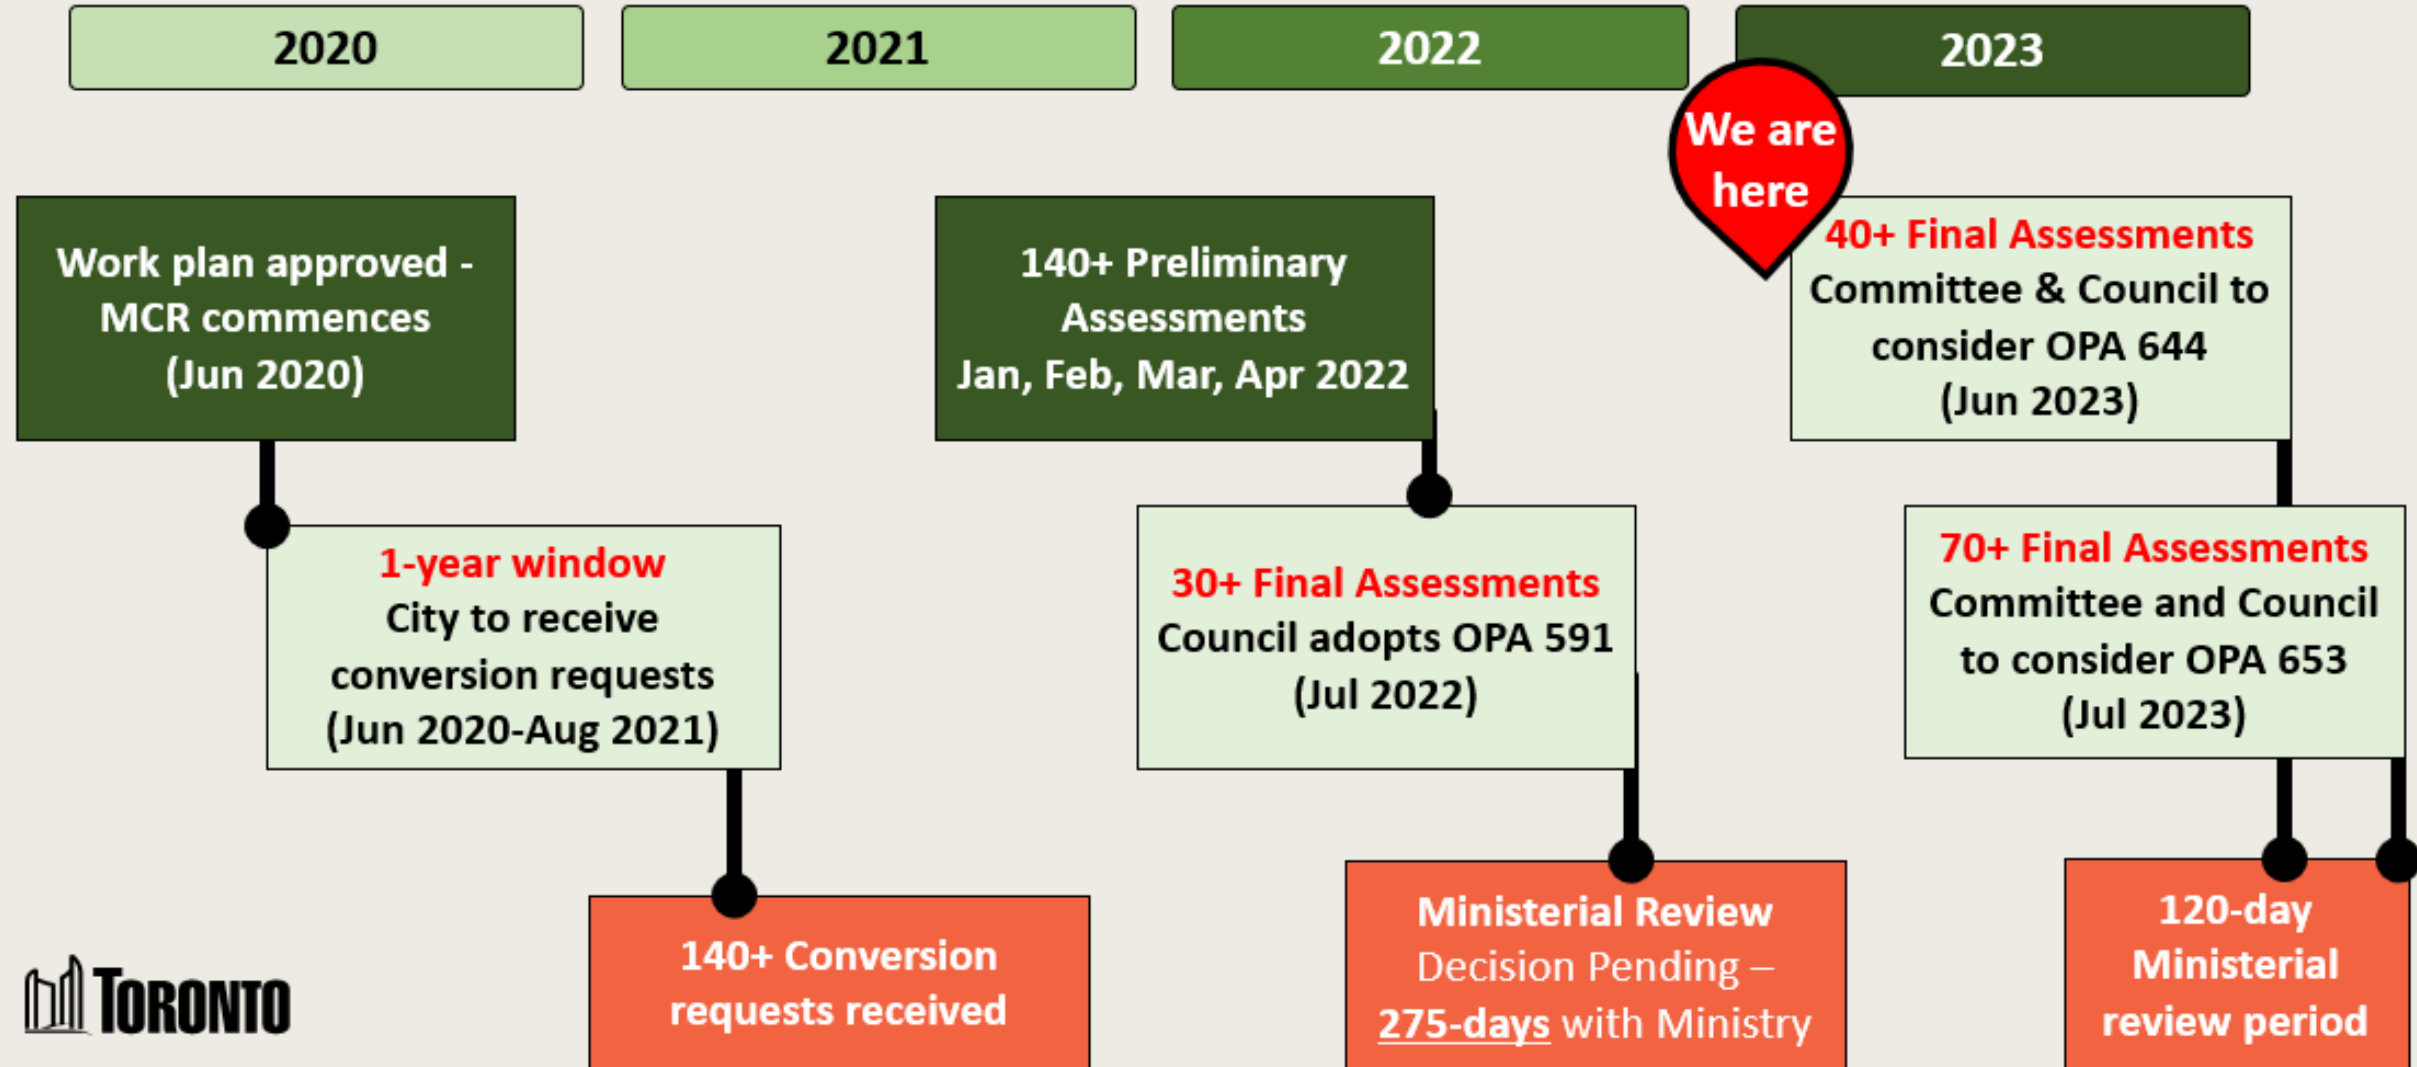 2020
2021
2022
2023
We are
here
Work plan approved -
MCR commences
(Jun 2020)
140+ Preliminary
Assessments
Jan, Feb, Mar, Apr 2022
40+ Final Assessments
Committee & Council to
consider OPA 644
(Jun 2023)
1-year window
City to receive
conversion requests
(Jun 2020-Aug 2021)
30+ Final Assessments
Council adopts OPA 591
(Jul 2022)
70+ Final Assessments
Committee and Council
to consider OPA 653
(Jul 2023)
140+ Conversion
requests received
Ministerial Review
Decision Pending –
275-days with Ministry
120-day
Ministerial
review period
TORONTO